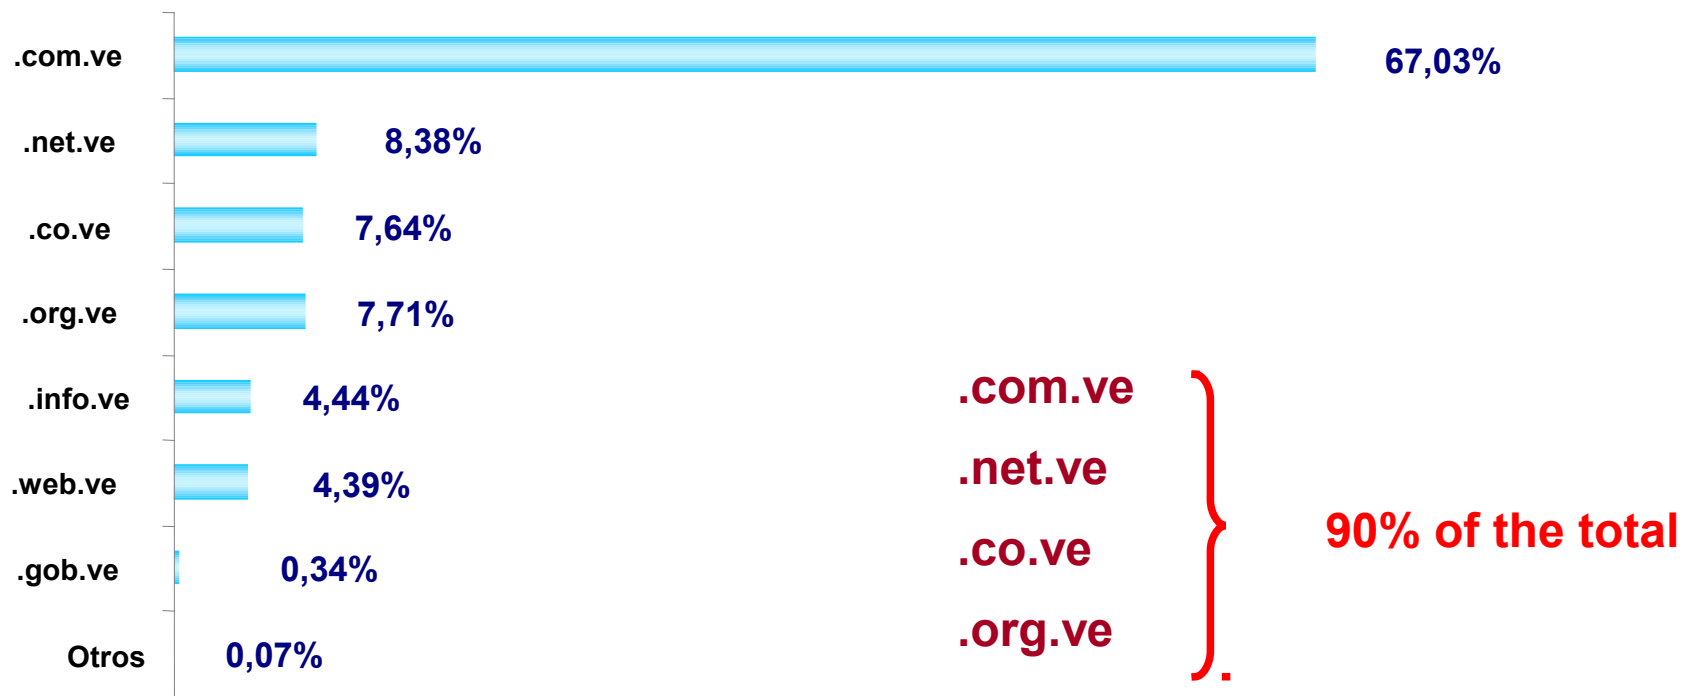 .com.ve 67,03%
.net.ve 8,38%
.co.ve 7,64%
.org.ve 7,71%
.info.ve 4,44%
.web.ve 4,39%
.gob.ve 0,34%
Otros 0,07%
.com.ve
.net.ve
.co.ve
.org.ve
90% of the total